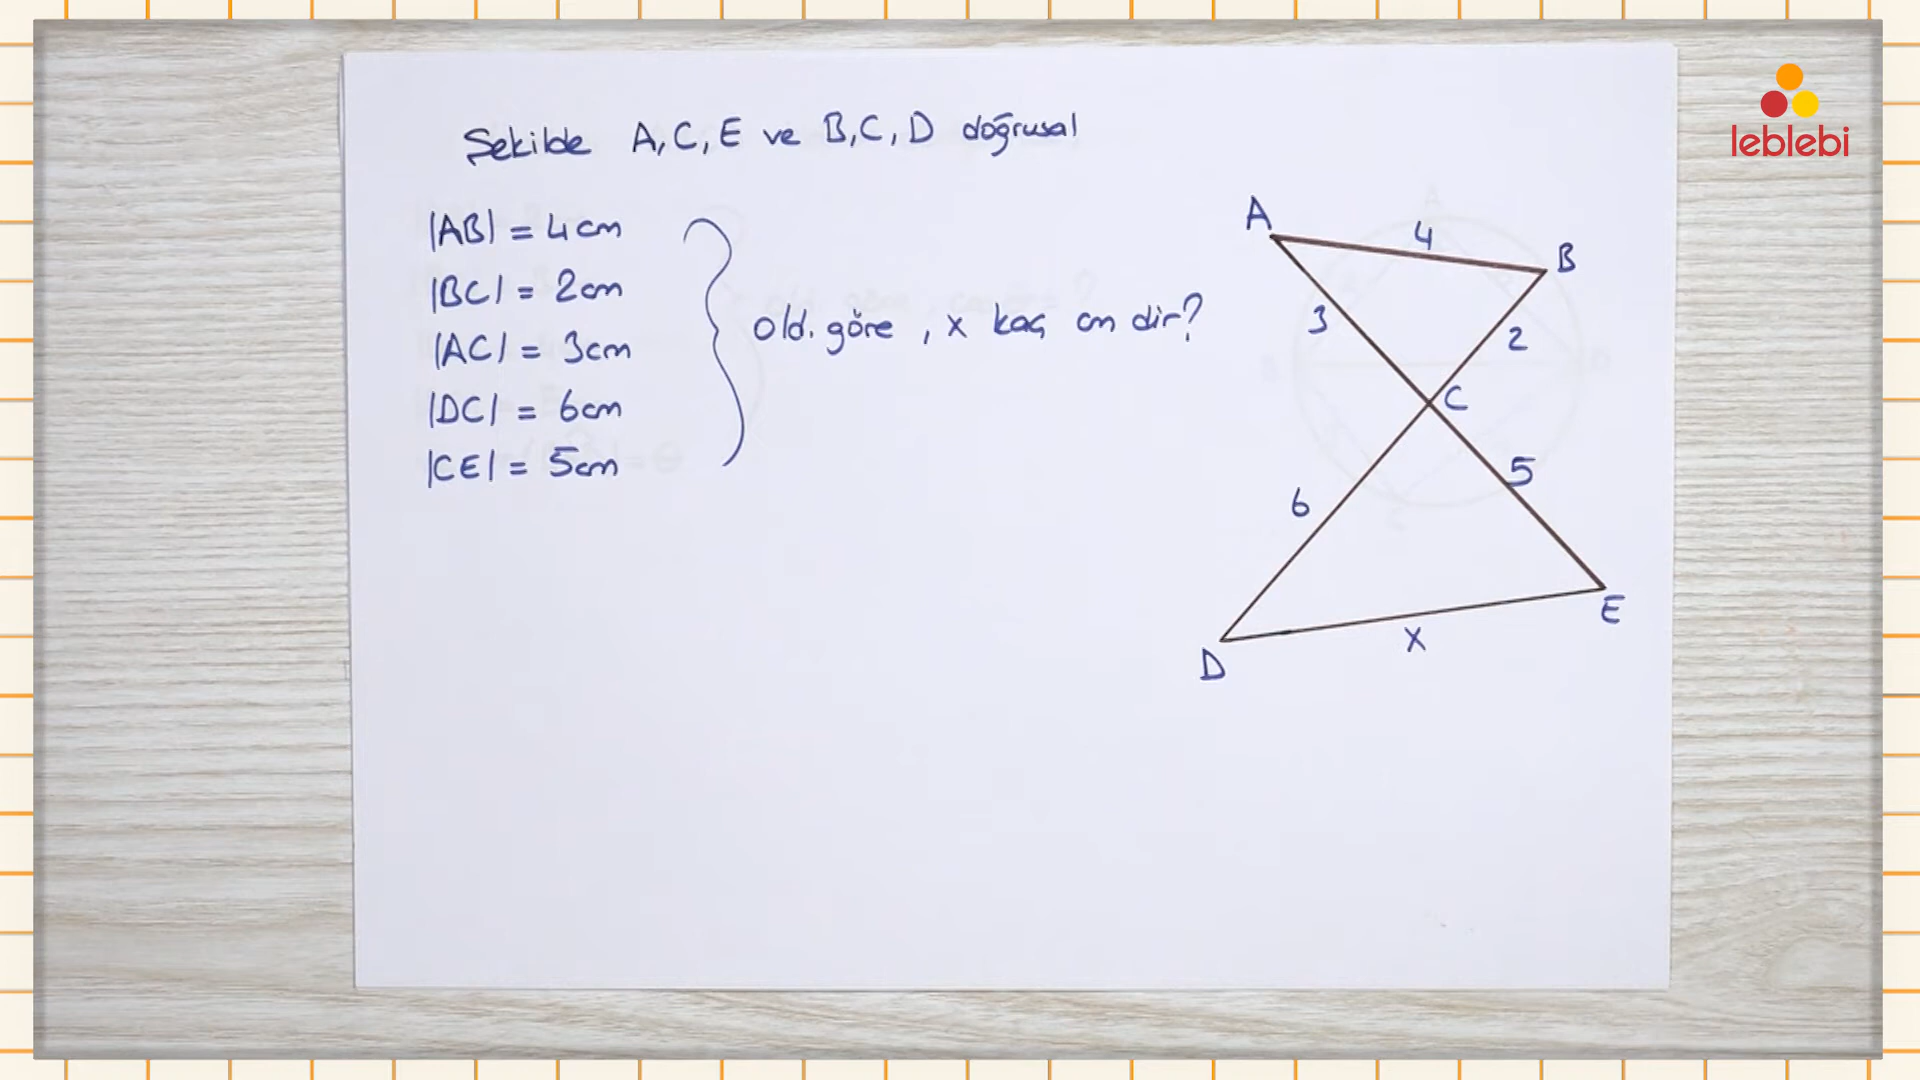 Şekilde A, C, E ve B, C, D doğrusal
|AB| = 4cm
|BC| = 2cm
|AC| = 3cm
|DC| = 6cm
|CE| = 5cm
old. göre, x kaç cm dir?
A
4
B
3
2
C
5
6
E
x
D
leblebi